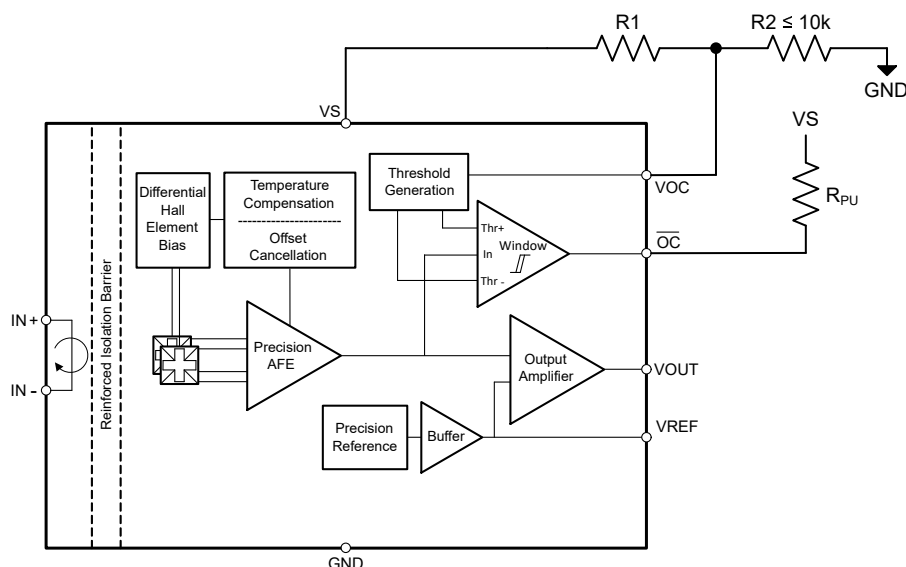 R1
R2 ≤ 10k
GND
VS
VS
R_PU
Differential
Hall
Element
Bias
Temperature
Compensation
Offset
Cancellation
Threshold
Generation
VOC
Thr+
Window
In
Thr -
OC
Reinforced Isolation Barrier
IN +
IN -
Precision
AFE
Output
Amplifier
VOUT
Precision
Reference
Buffer
VREF
GND